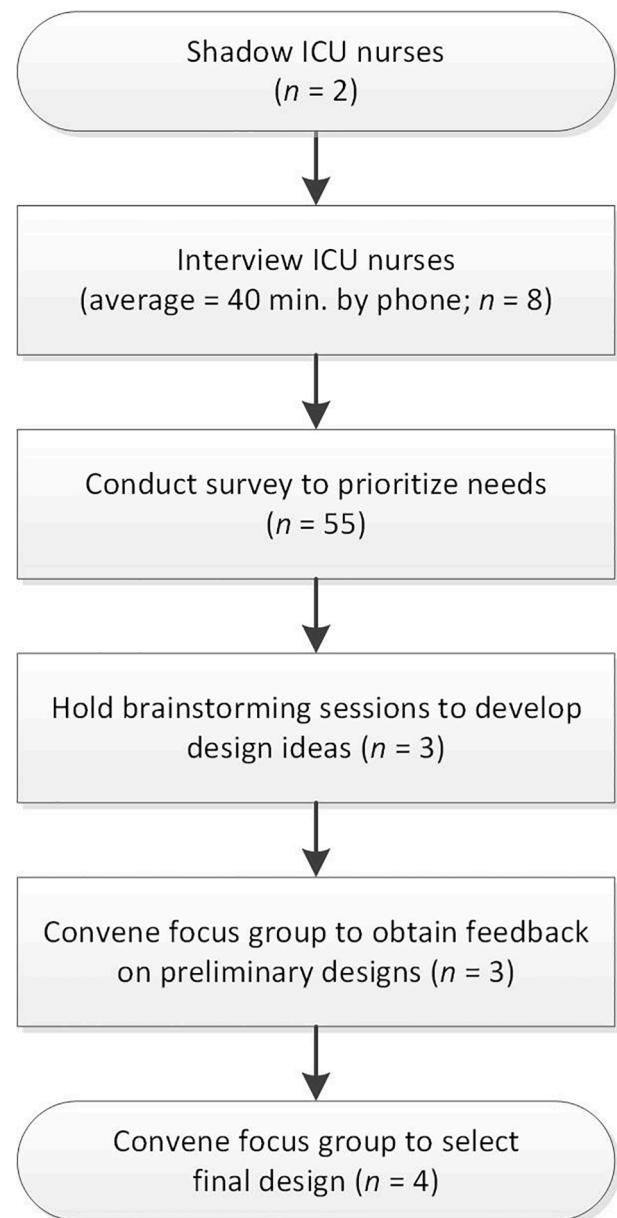 Shadow ICU nurses
(n = 2)
Interview ICU nurses
(average = 40 min. by phone; n = 8)
Conduct survey to prioritize needs
(n = 55)
Hold brainstorming sessions to develop
design ideas (n = 3)
Convene focus group to obtain feedback
on preliminary designs (n = 3)
Convene focus group to select
final design (n = 4)